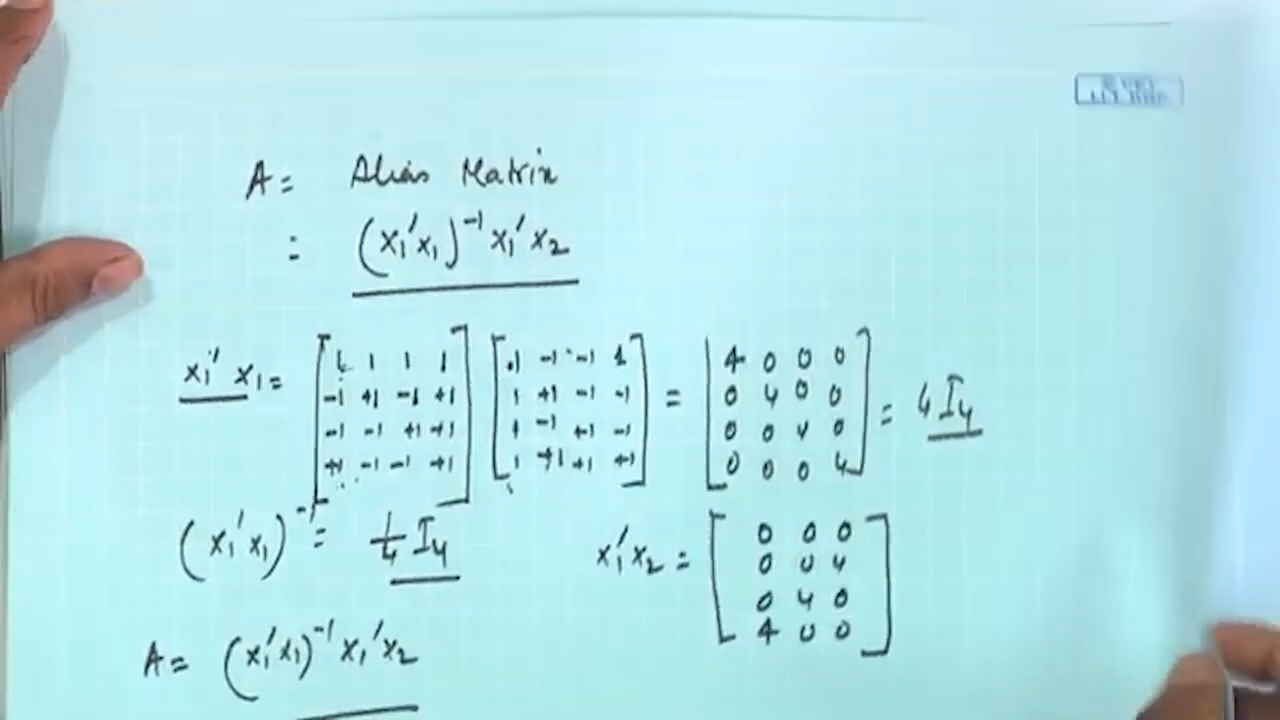 A = Alias Matrix
= (X₁'X₁)⁻¹ X₁'X₂
X₁'X₁ = [1 1 1 1; -1 +1 -1 +1; -1 -1 +1 +1; +1 -1 -1 +1] [1 -1 -1 1; 1 +1 -1 -1; 1 -1 +1 -1; 1 +1 +1 +1] = [4 0 0 0; 0 4 0 0; 0 0 4 0; 0 0 0 4] = 4 I₄
(X₁'X₁)⁻¹ = 1/4 I₄
X₁'X₂ = [0 0 0; 0 0 4; 0 4 0; 4 0 0]
A = (X₁'X₁)⁻¹ X₁'X₂